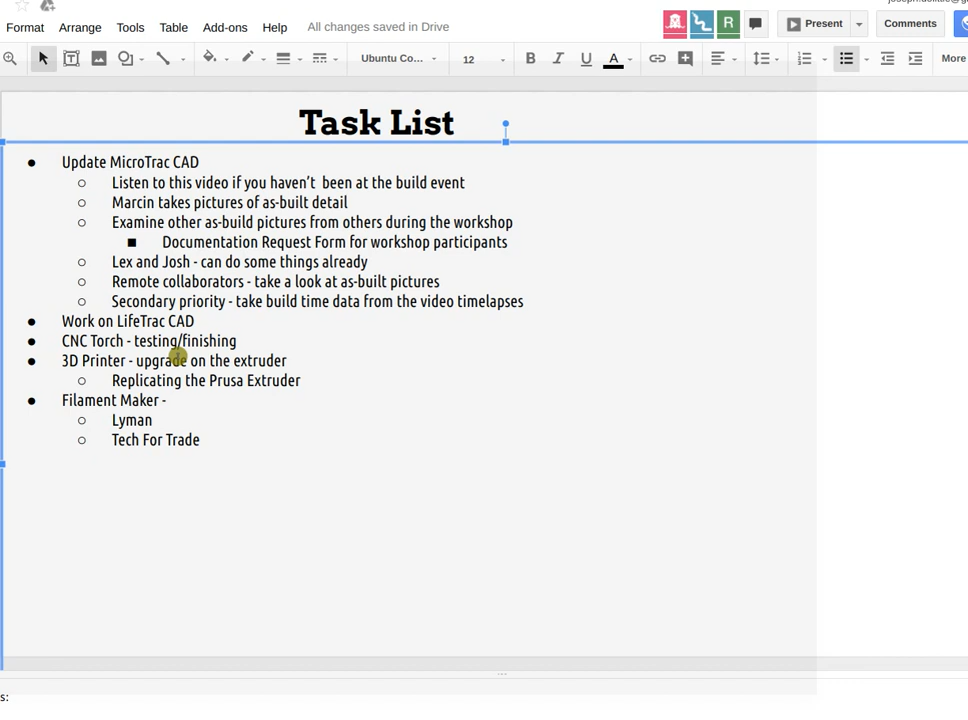 Format Arrange Tools Table Add-ons Help All changes saved in Drive
R Present Comments
Ubuntu Co... 12 B I U A More
Task List
● Update MicroTrac CAD
○ Listen to this video if you haven't been at the build event
○ Marcin takes pictures of as-built detail
○ Examine other as-build pictures from others during the workshop
■ Documentation Request Form for workshop participants
○ Lex and Josh - can do some things already
○ Remote collaborators - take a look at as-built pictures
○ Secondary priority - take build time data from the video timelapses
● Work on LifeTrac CAD
● CNC Torch - testing/finishing
● 3D Printer - upgrade on the extruder
○ Replicating the Prusa Extruder
● Filament Maker -
○ Lyman
○ Tech For Trade
s: